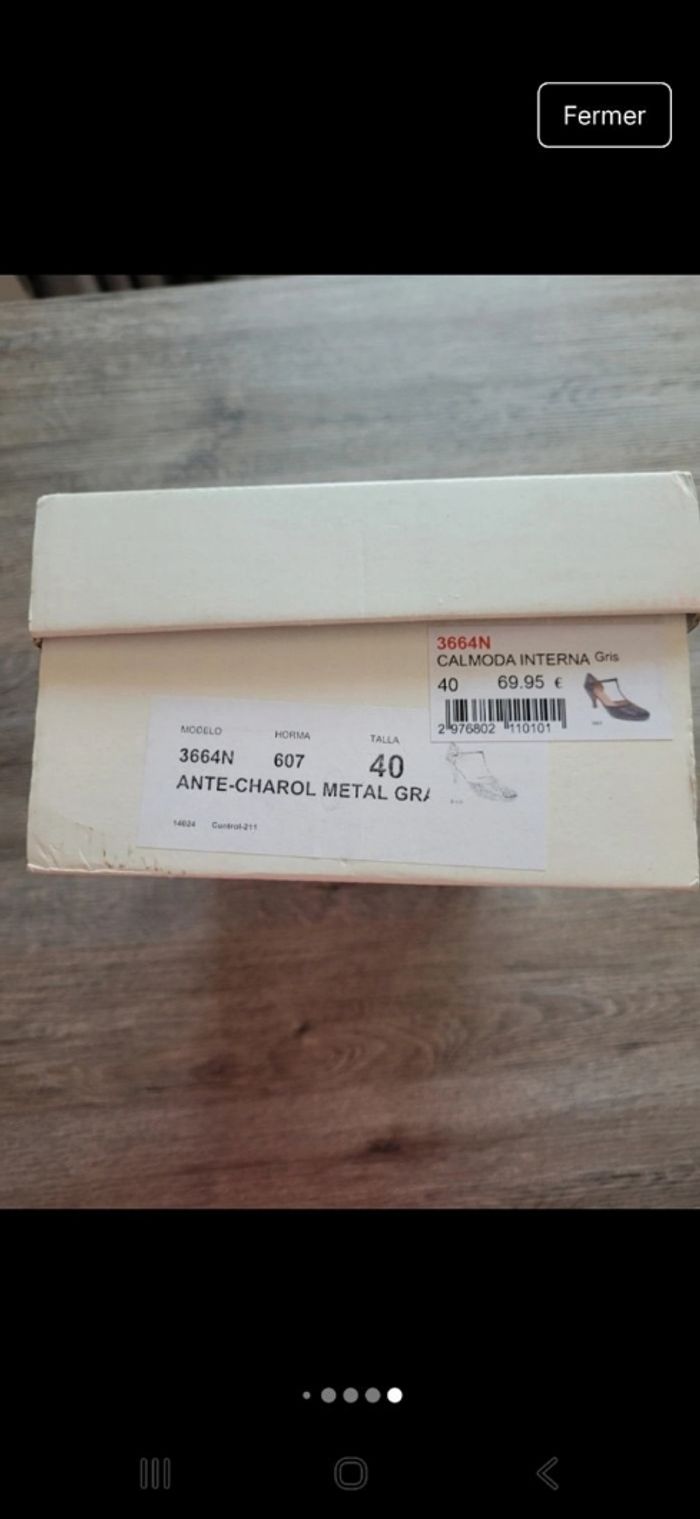 Fermer
3664N
CALMODA INTERNA Gris
40 69.95 €
2 976802 110101
MODELO HORMA TALLA
3664N 607 40
ANTE-CHAROL METAL GRA
14024 Control-211